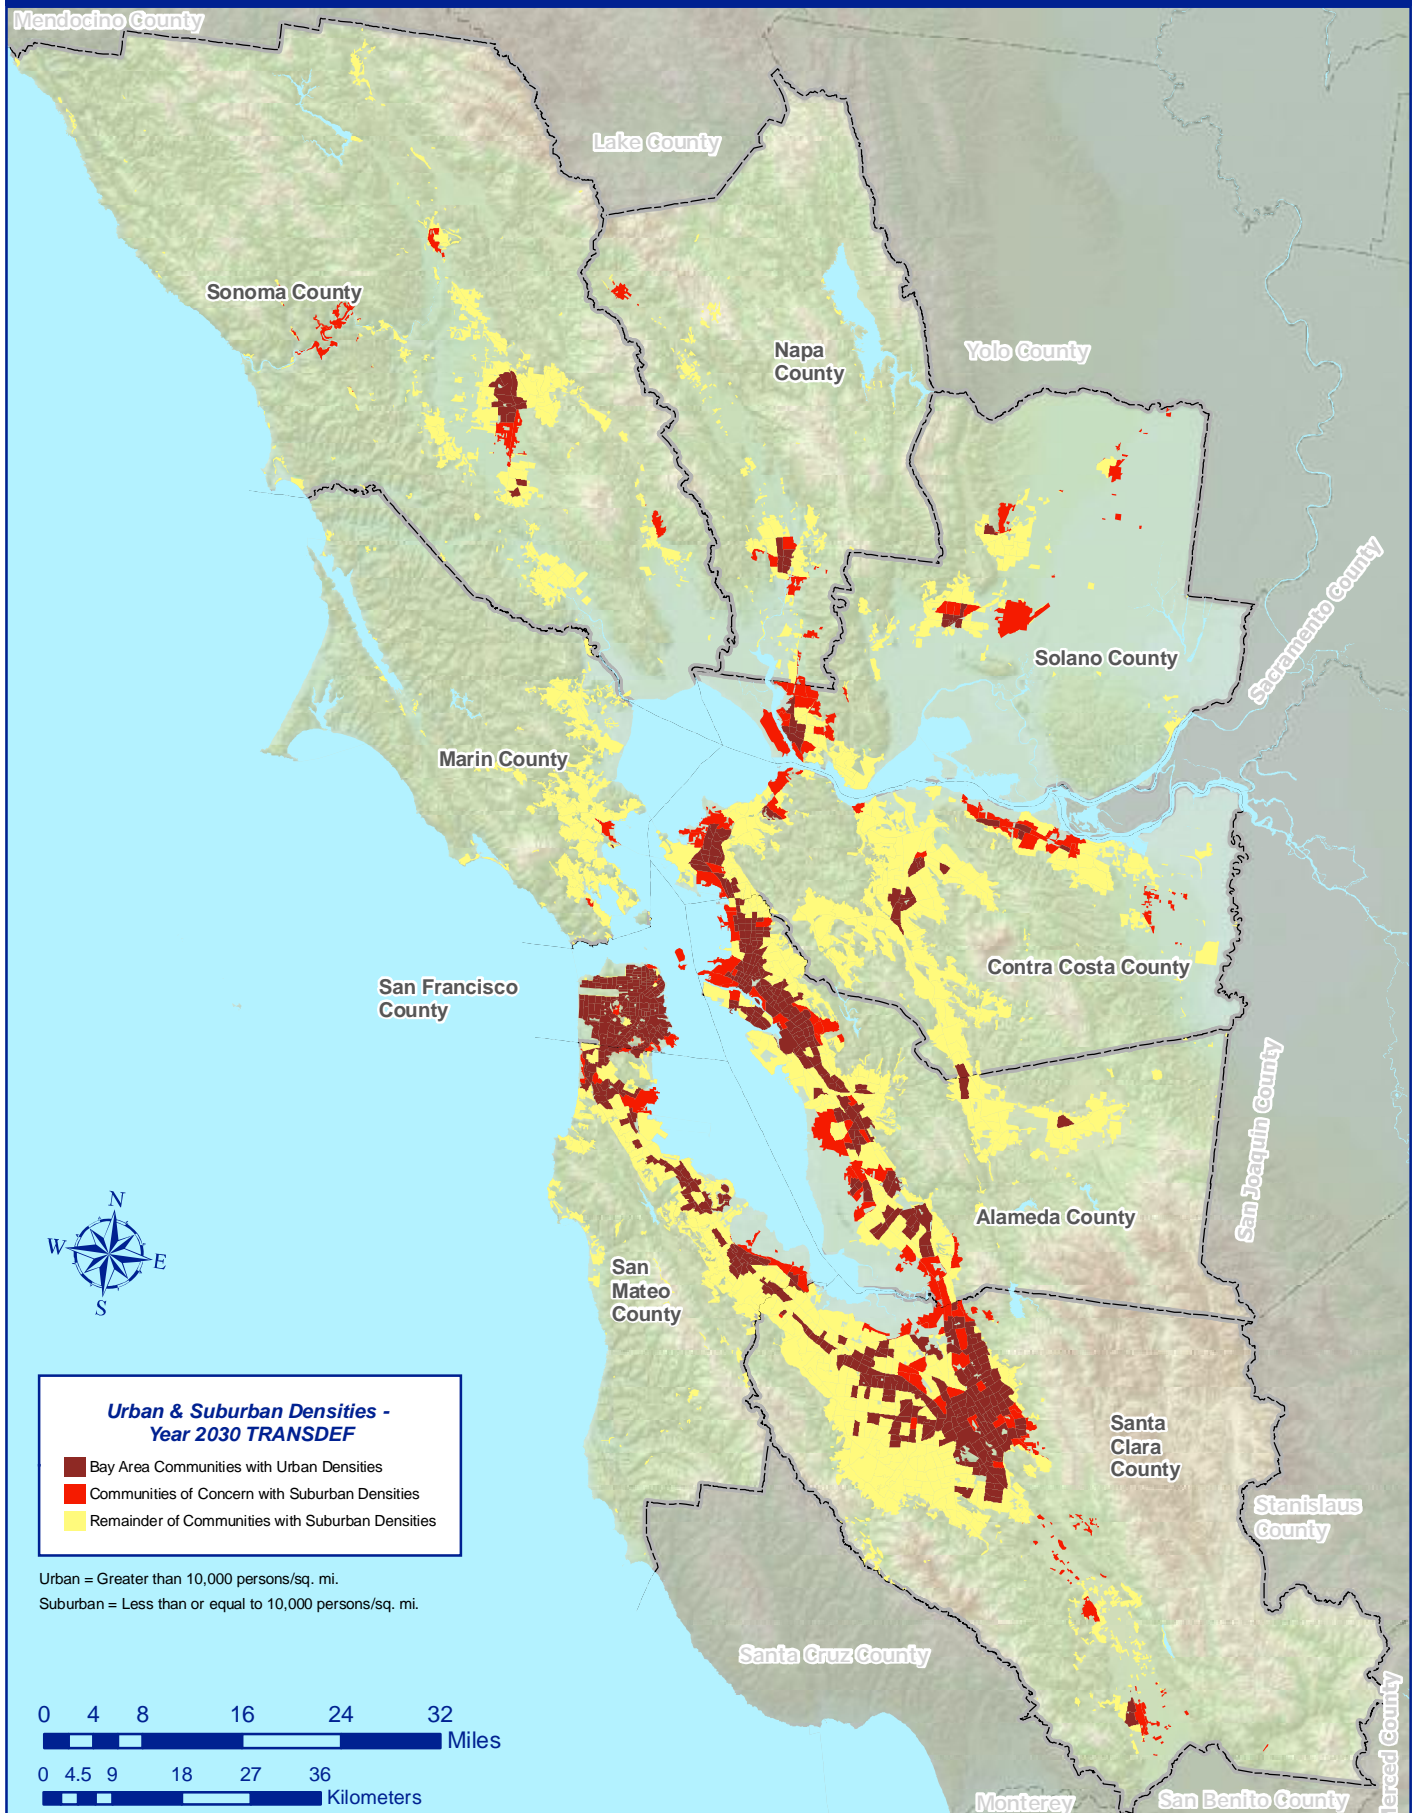 Mendocino County
Lake County
Sonoma County
Napa
County
Yolo County
Sacramento County
Solano County
Marin County
Contra Costa County
San Francisco
County
San Joaquin County
Alameda County
N
W
E
S
San
Mateo
County
Santa
Clara
County
Stanislaus
County
Urban & Suburban Densities -
Year 2030 TRANSDEF
Bay Area Communities with Urban Densities
Communities of Concern with Suburban Densities
Remainder of Communities with Suburban Densities
Urban = Greater than 10,000 persons/sq. mi.
Suburban = Less than or equal to 10,000 persons/sq. mi.
Santa Cruz County
0 4 8 16 24 32
Miles
0 4.5 9 18 27 36
Kilometers
Monterey
San Benito County
Merced County